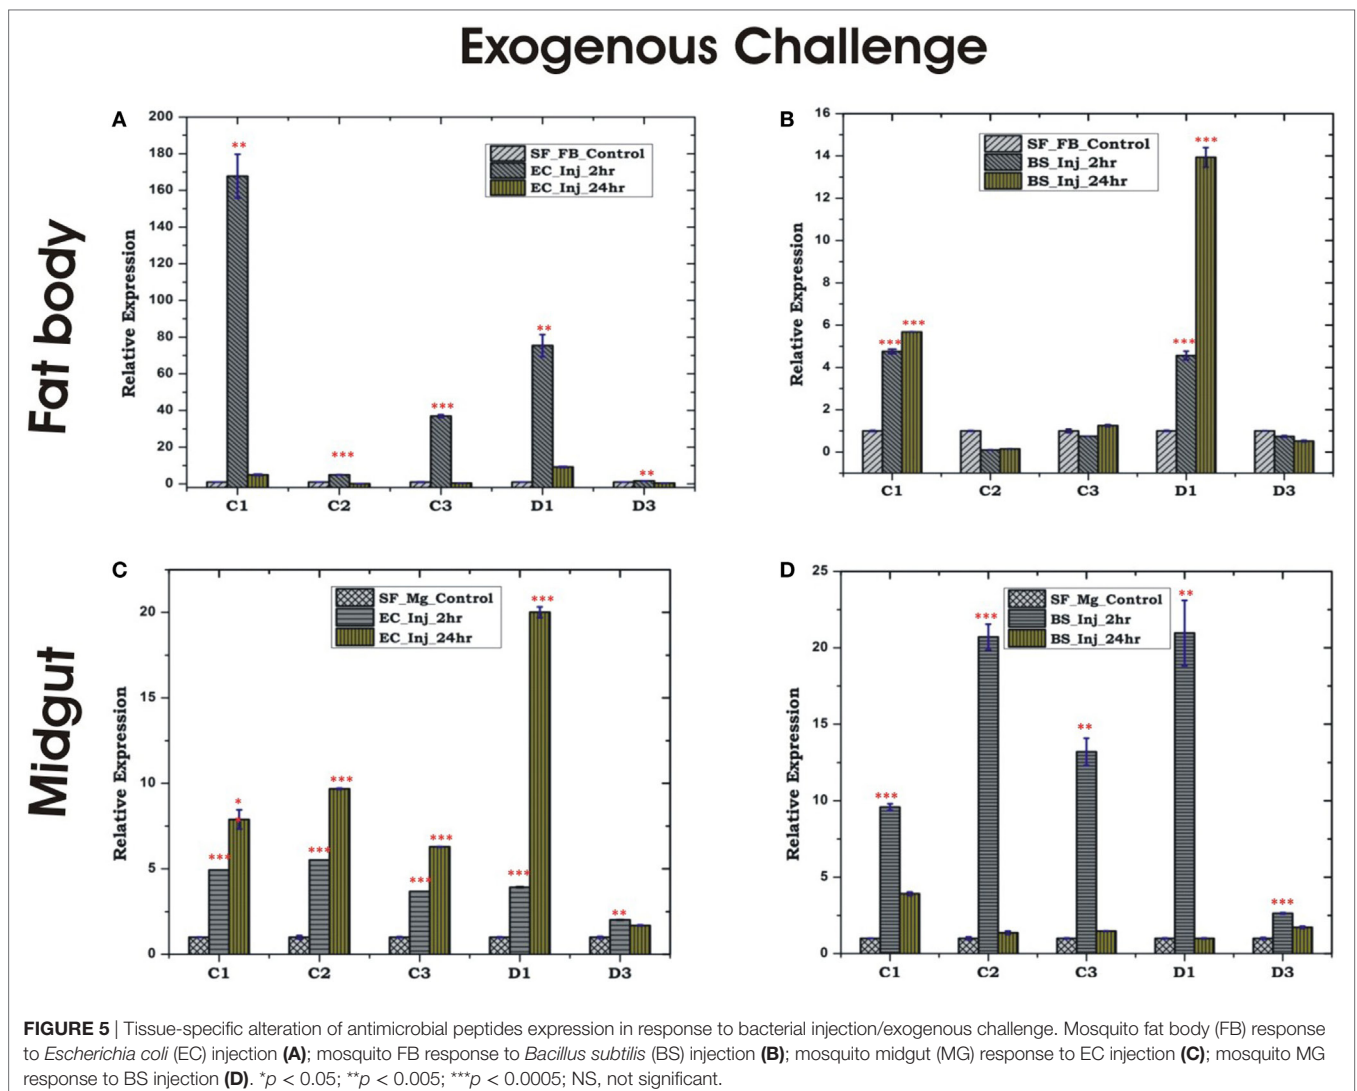 Exogenous Challenge
Fat body
Midgut
A
200
180
160
140
120
100
80
60
40
20
0
Relative Expression
SF_FB_Control
EC_Inj_2hr
EC_Inj_24hr
**
***
***
**
**
C1 C2 C3 D1 D3
B
16
14
12
10
8
6
4
2
0
Relative Expression
SF_FB_Control
BS_Inj_2hr
BS_Inj_24hr
***
***
***
***
C1 C2 C3 D1 D3
C
20
15
10
5
0
Relative Expression
SF_Mg_Control
EC_Inj_2hr
EC_Inj_24hr
***
*
***
***
***
***
***
***
**
C1 C2 C3 D1 D3
D
25
20
15
10
5
0
Relative Expression
SF_Mg_Control
BS_Inj_2hr
BS_Inj_24hr
***
***
**
**
***
C1 C2 C3 D1 D3
FIGURE 5 | Tissue-specific alteration of antimicrobial peptides expression in response to bacterial injection/exogenous challenge. Mosquito fat body (FB) response
to Escherichia coli (EC) injection (A); mosquito FB response to Bacillus subtilis (BS) injection (B); mosquito midgut (MG) response to EC injection (C); mosquito MG
response to BS injection (D). *p < 0.05; **p < 0.005; ***p < 0.0005; NS, not significant.